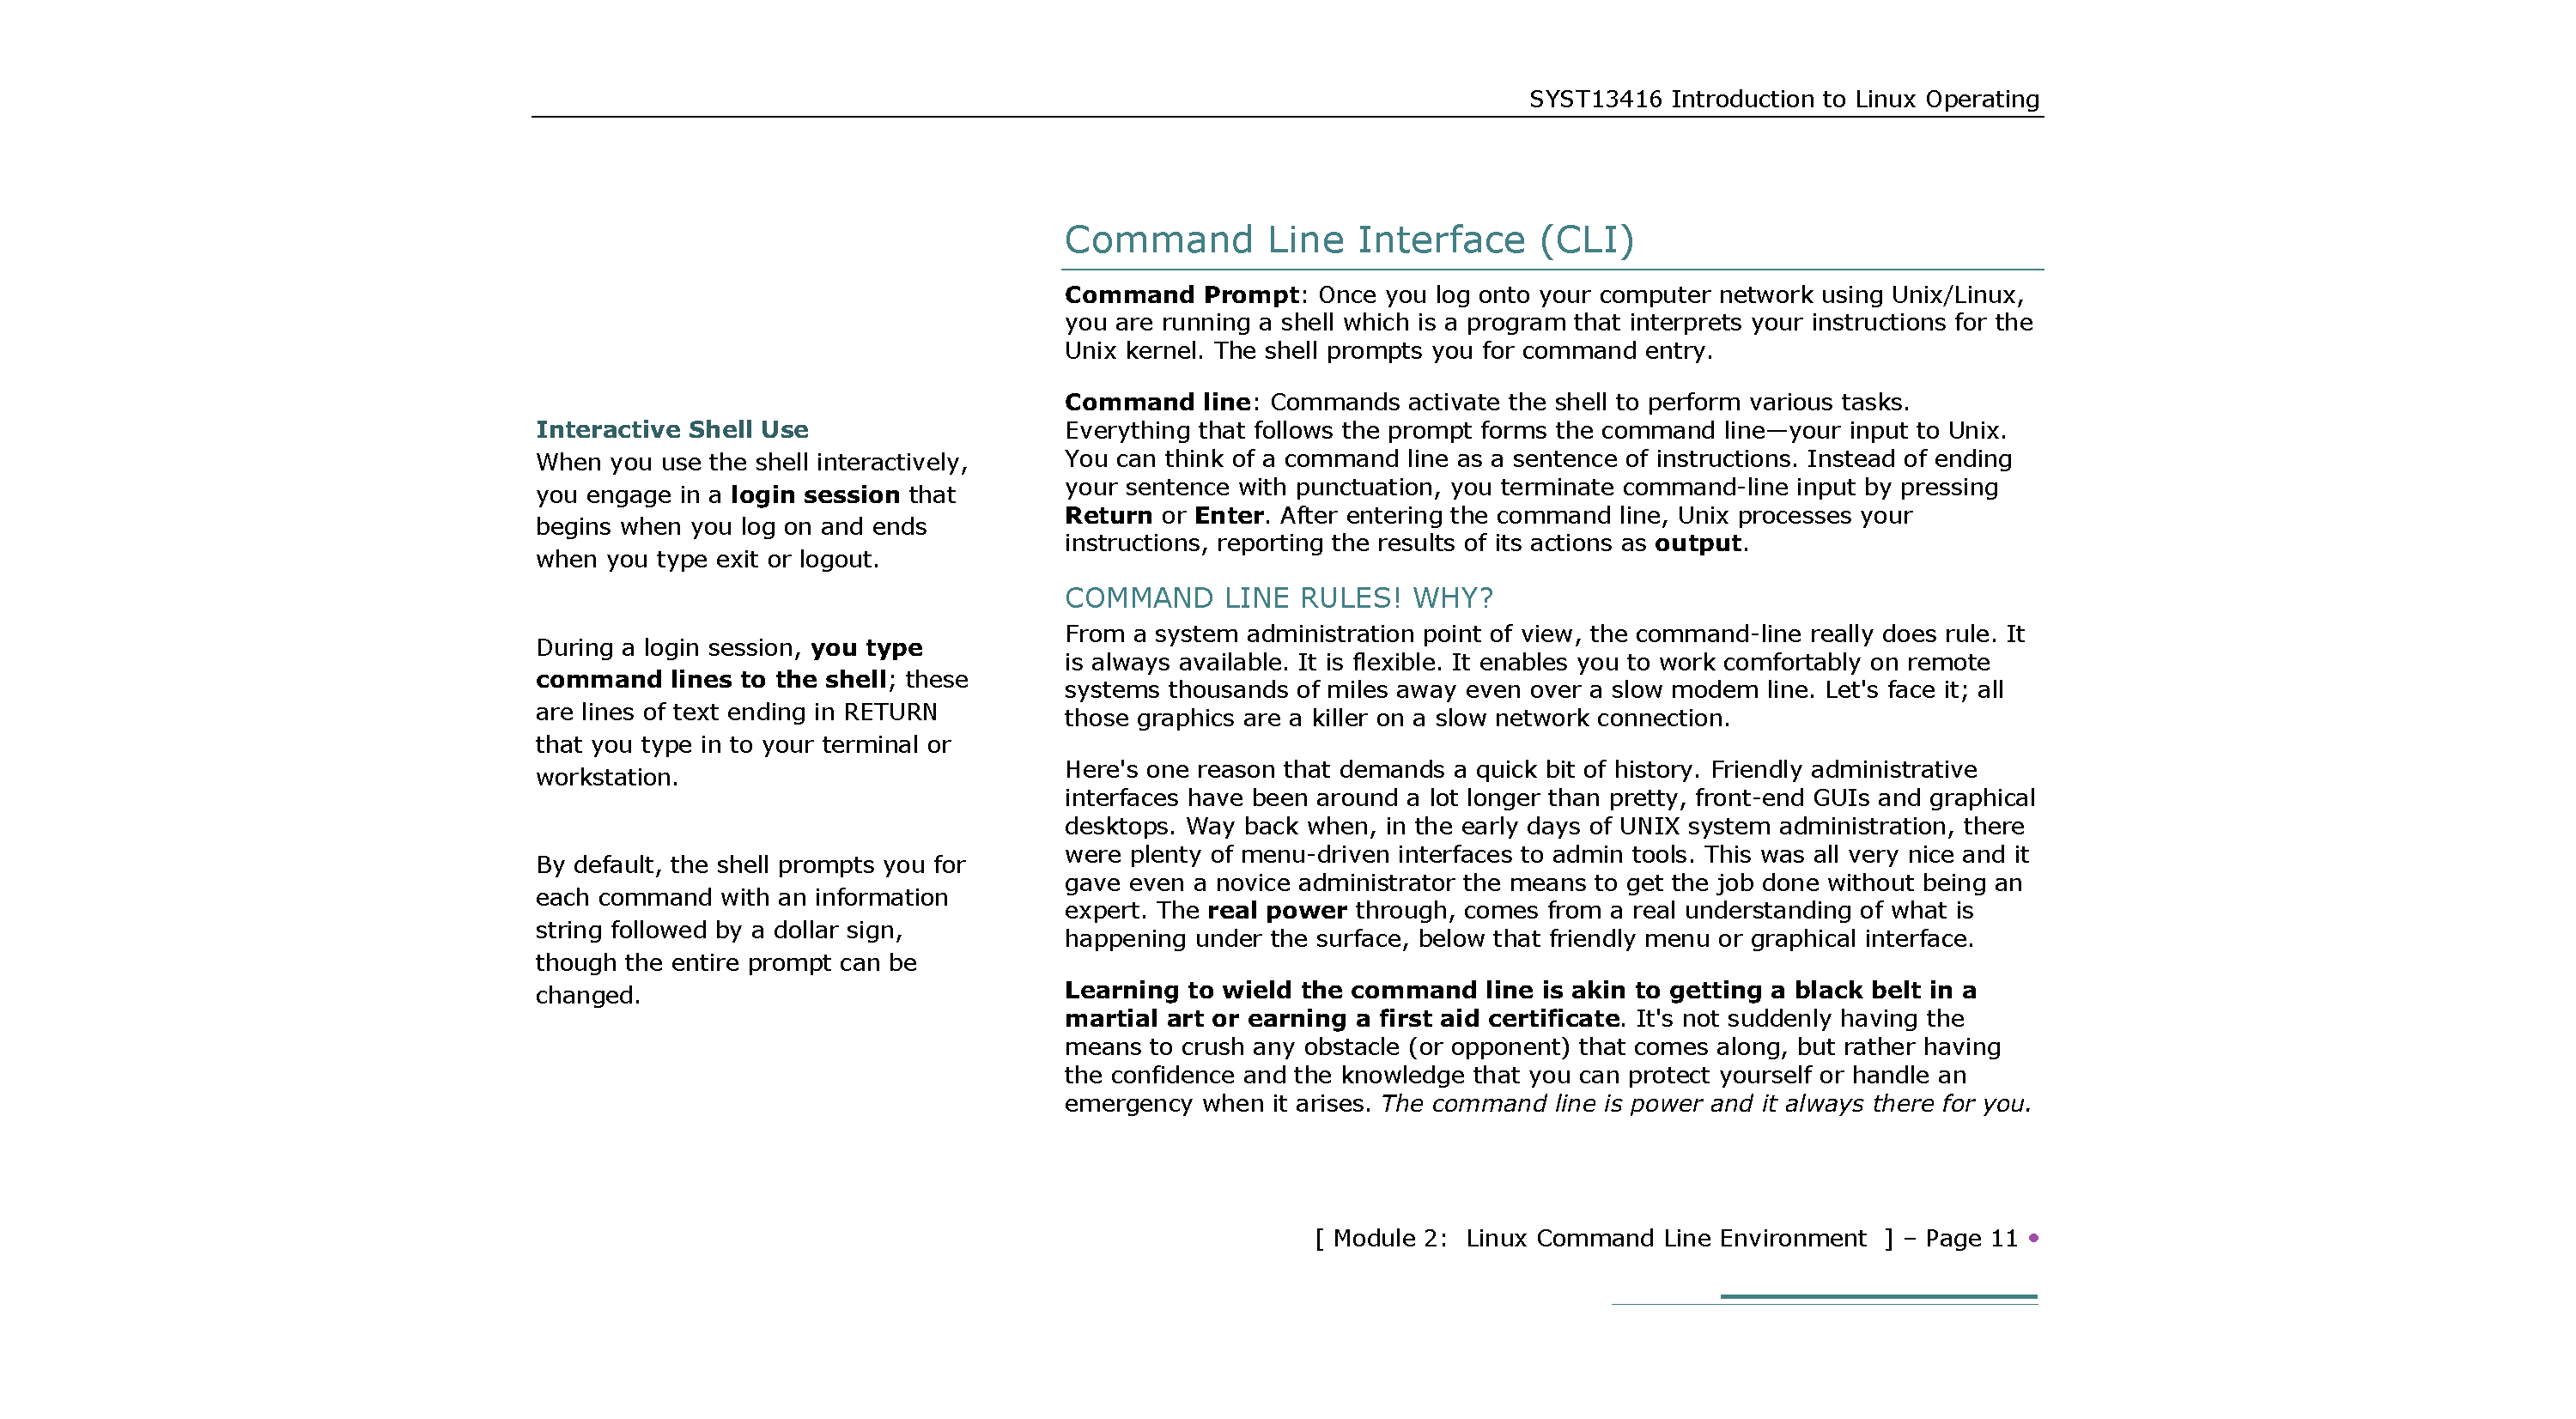 SYST13416 Introduction to Linux Operating
Interactive Shell Use
When you use the shell interactively,
you engage in a login session that
begins when you log on and ends
when you type exit or logout.
During a login session, you type
command lines to the shell; these
are lines of text ending in RETURN
that you type in to your terminal or
workstation.
By default, the shell prompts you for
each command with an information
string followed by a dollar sign,
though the entire prompt can be
changed.
Command Line Interface (CLI)
Command Prompt: Once you log onto your computer network using Unix/Linux,
you are running a shell which is a program that interprets your instructions for the
Unix kernel. The shell prompts you for command entry.
Command line: Commands activate the shell to perform various tasks.
Everything that follows the prompt forms the command line—your input to Unix.
You can think of a command line as a sentence of instructions. Instead of ending
your sentence with punctuation, you terminate command-line input by pressing
Return or Enter. After entering the command line, Unix processes your
instructions, reporting the results of its actions as output.
COMMAND LINE RULES! WHY?
From a system administration point of view, the command-line really does rule. It
is always available. It is flexible. It enables you to work comfortably on remote
systems thousands of miles away even over a slow modem line. Let's face it; all
those graphics are a killer on a slow network connection.
Here's one reason that demands a quick bit of history. Friendly administrative
interfaces have been around a lot longer than pretty, front-end GUIs and graphical
desktops. Way back when, in the early days of UNIX system administration, there
were plenty of menu-driven interfaces to admin tools. This was all very nice and it
gave even a novice administrator the means to get the job done without being an
expert. The real power through, comes from a real understanding of what is
happening under the surface, below that friendly menu or graphical interface.
Learning to wield the command line is akin to getting a black belt in a
martial art or earning a first aid certificate. It's not suddenly having the
means to crush any obstacle (or opponent) that comes along, but rather having
the confidence and the knowledge that you can protect yourself or handle an
emergency when it arises. The command line is power and it always there for you.
[ Module 2: Linux Command Line Environment ] – Page 11 •